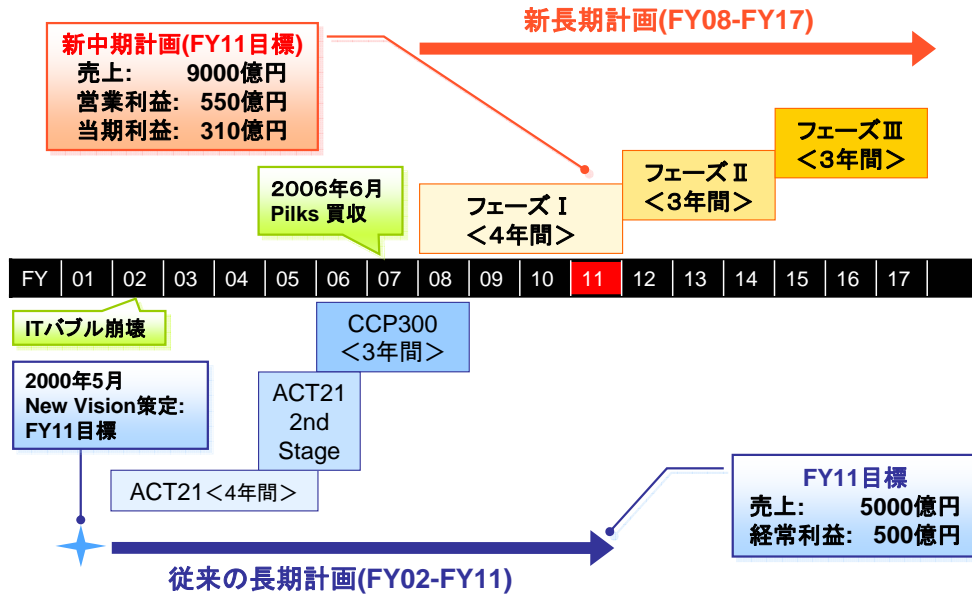 新長期計画(FY08-FY17)
新中期計画(FY11目標)
売上: 9000億円
営業利益: 550億円
当期利益: 310億円
フェーズⅢ
＜3年間＞
フェーズⅡ
＜3年間＞
フェーズⅠ
＜4年間＞
2006年6月
Pilks 買収
FY 01 02 03 04 05 06 07 08 09 10 11 12 13 14 15 16 17
ITバブル崩壊
CCP300
＜3年間＞
2000年5月
New Vision策定:
FY11目標
ACT21
2nd
Stage
ACT21＜4年間＞
FY11目標
売上: 5000億円
経常利益: 500億円
従来の長期計画(FY02-FY11)